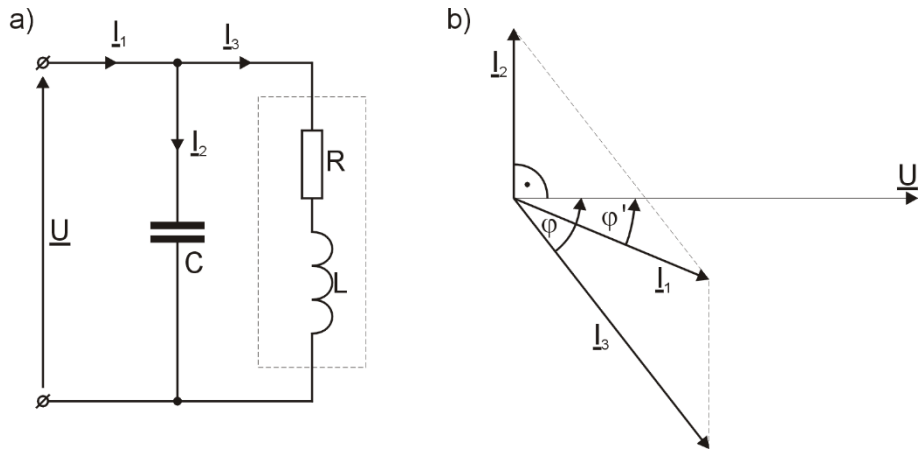 a)
I₁
I₃
I₂
R
U
C
L
b)
I₂
U
φ
φ'
I₁
I₃